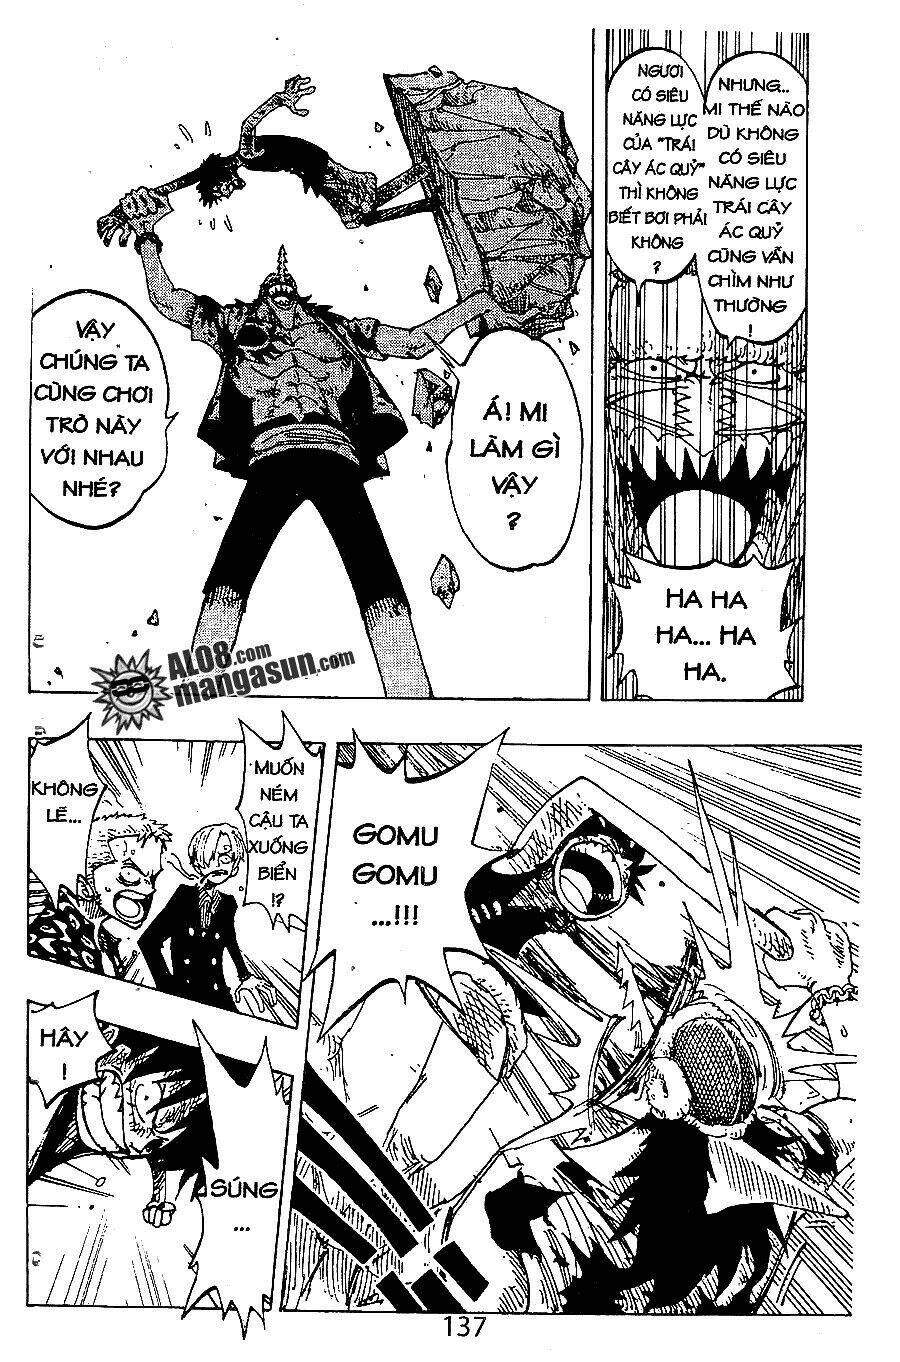 NGƯƠI
CÓ SIÊU
NĂNG LỰC
CỦA "TRÁI
CÂY ÁC QUỶ"
THÌ KHÔNG
BIẾT BƠI PHẢI
KHÔNG
?
NHƯNG..
MI THẾ NÀO
DÙ KHÔNG
CÓ SIÊU
NĂNG LỰC
TRÁI CÂY
ÁC QUỶ
CŨNG VẪN
CHÌM NHƯ
THƯỜNG
!
VẬY
CHÚNG TA
CÙNG CHƠI
TRÒ NÀY
VỚI NHAU
NHÉ?
Á! MI
LÀM GÌ
VẬY
?
HA HA
HA... HA
HA.
AL08.com
mangasun.com
KHÔNG
LẼ...
MUỐN
NÉM
CẬU TA
XUỐNG
BIỂN
!?
GOMU
GOMU
...!!!
HÂY
!
SÚNG
...
137